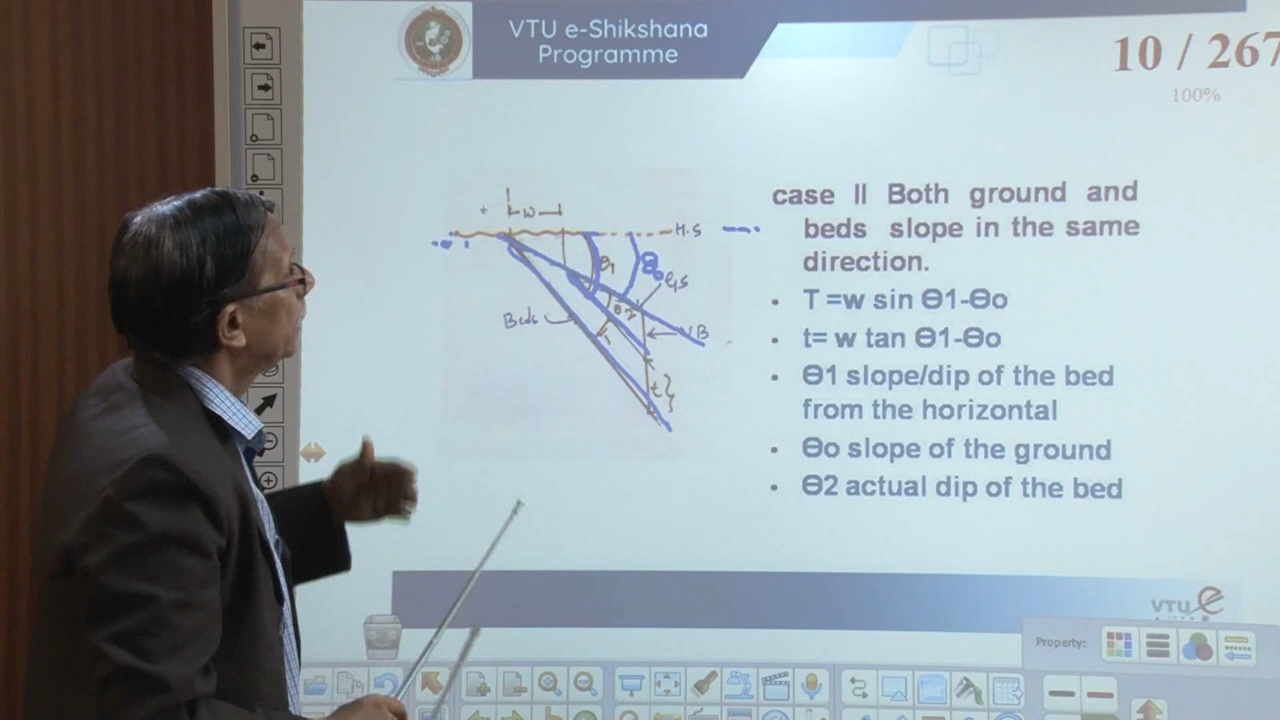 VTU e-Shikshana
Programme
10 / 267
100%
case II Both ground and
beds slope in the same
direction.
• T =w sin Θ1-Θo
• t= w tan Θ1-Θo
• Θ1 slope/dip of the bed
from the horizontal
• Θo slope of the ground
• Θ2 actual dip of the bed
W
H.S
θ1
θ2
Beds
VB
t
VTU e
Property: